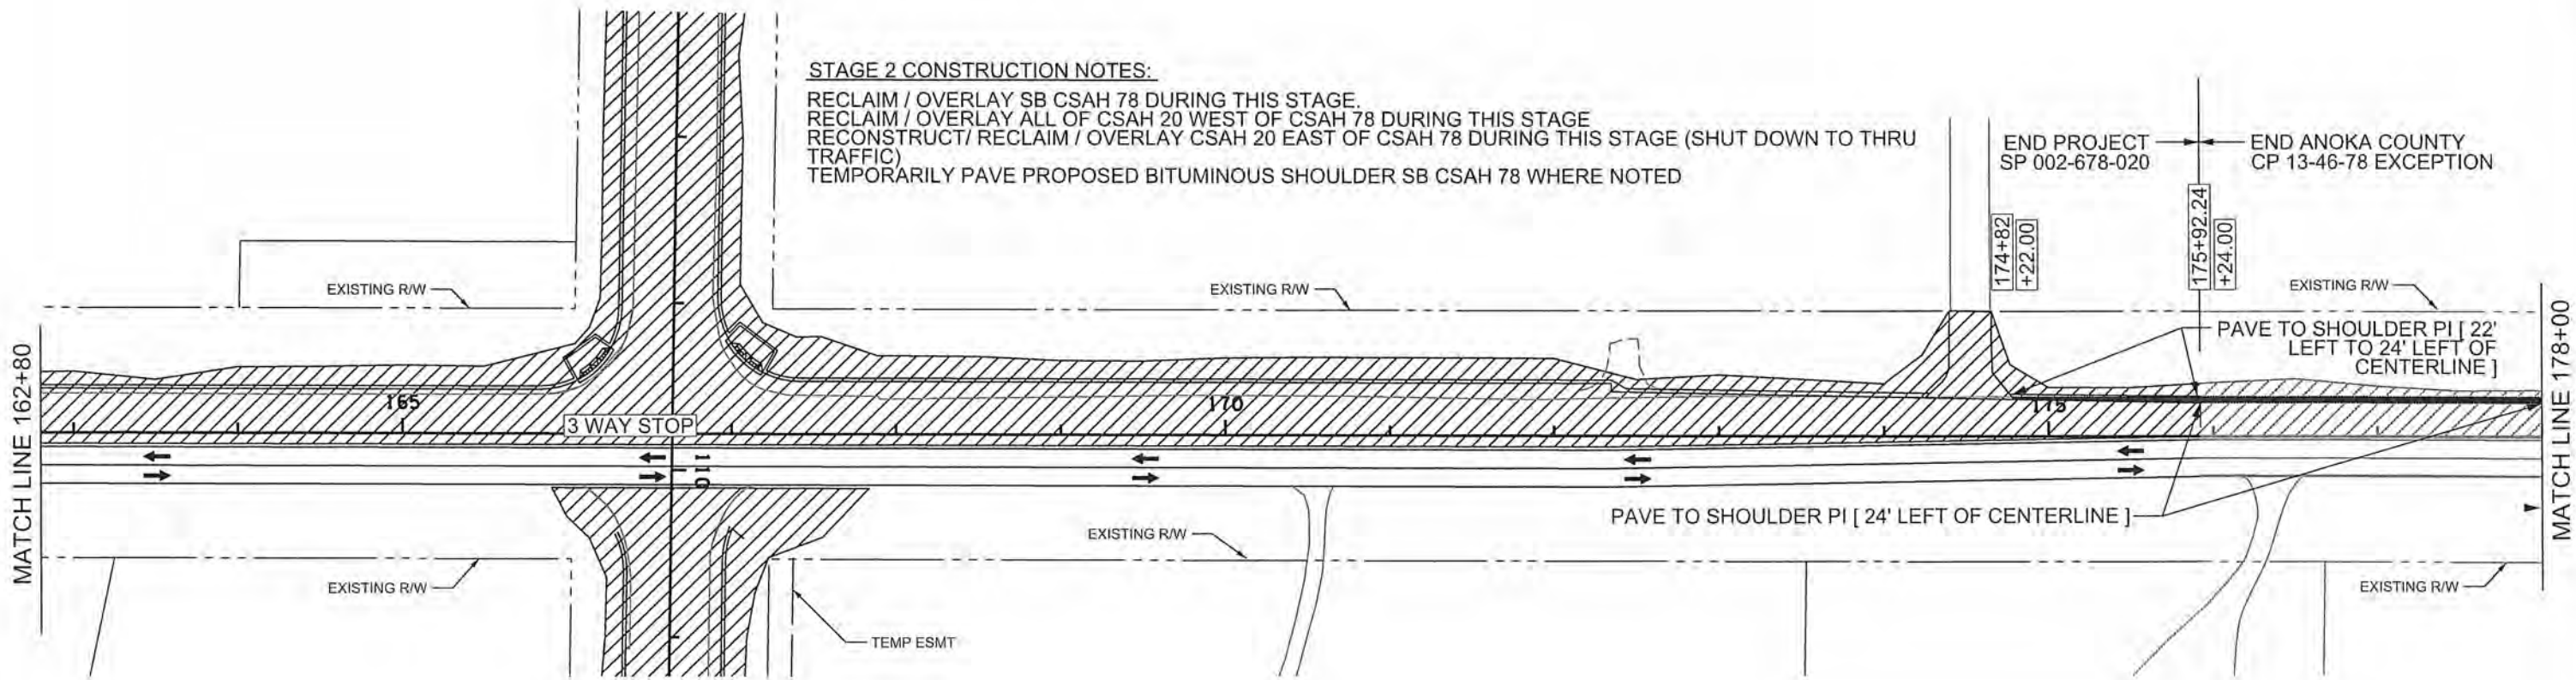 STAGE 2 CONSTRUCTION NOTES:
RECLAIM / OVERLAY SB CSAH 78 DURING THIS STAGE.
RECLAIM / OVERLAY ALL OF CSAH 20 WEST OF CSAH 78 DURING THIS STAGE
RECONSTRUCT/ RECLAIM / OVERLAY CSAH 20 EAST OF CSAH 78 DURING THIS STAGE (SHUT DOWN TO THRU
TRAFFIC)
TEMPORARILY PAVE PROPOSED BITUMINOUS SHOULDER SB CSAH 78 WHERE NOTED
END PROJECT
SP 002-678-020
END ANOKA COUNTY
CP 13-46-78 EXCEPTION
174+82
+22.00
175+92.24
+24.00
EXISTING R/W
EXISTING R/W
EXISTING R/W
PAVE TO SHOULDER PI [ 22'
LEFT TO 24' LEFT OF
CENTERLINE ]
MATCH LINE 162+80
165
3 WAY STOP
170
175
110
MATCH LINE 178+00
PAVE TO SHOULDER PI [ 24' LEFT OF CENTERLINE ]
EXISTING R/W
EXISTING R/W
EXISTING R/W
TEMP ESMT